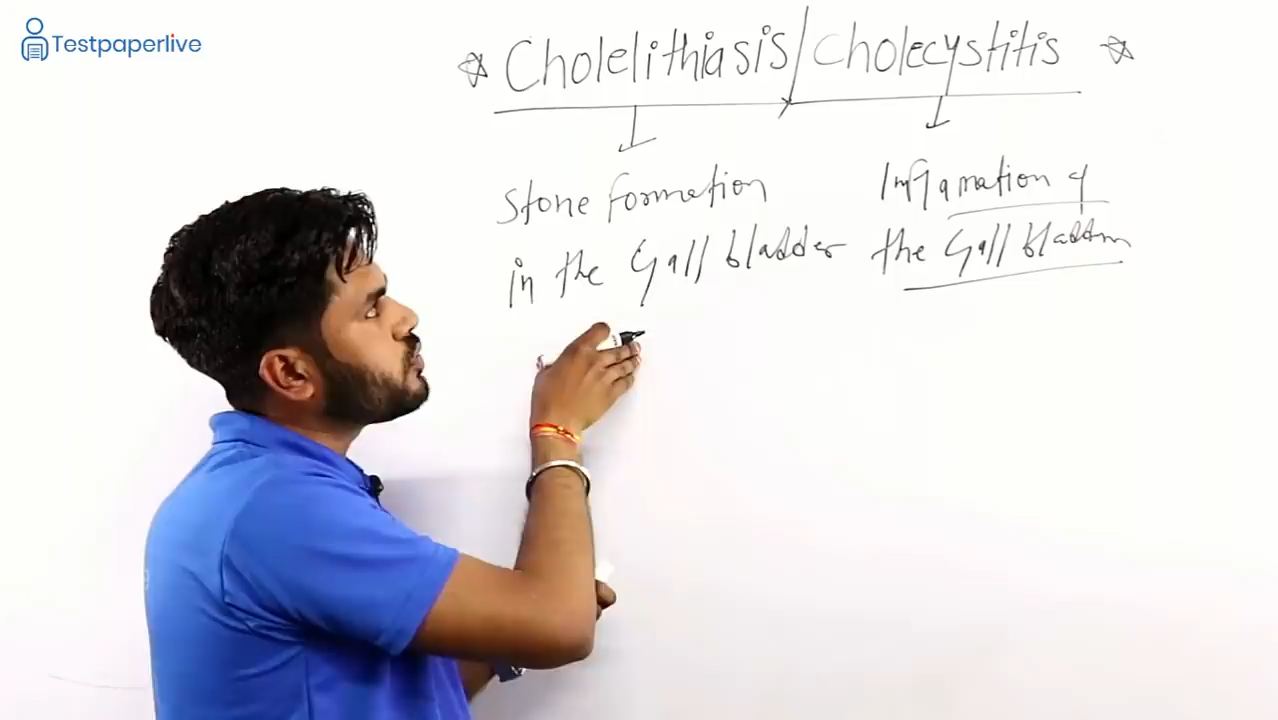 Testpaperlive
☆ Cholelithiasis/Cholecystitis ☆
Stone Formation
in the Gall bladder
Inflamation of
the Gall bladder